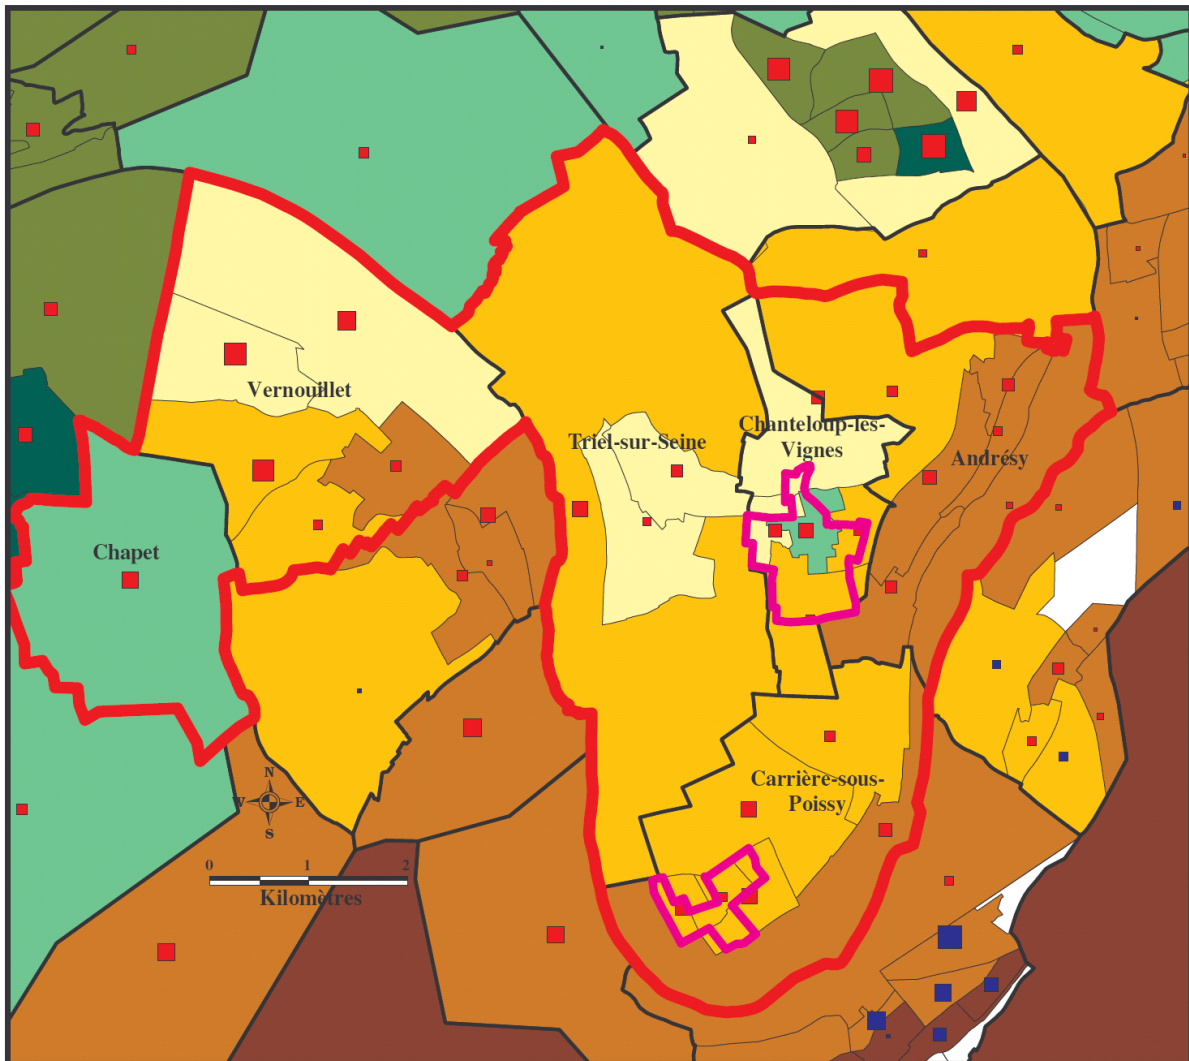 Vernouillet
Triel-sur-Seine
Chanteloup-les-
Vignes
Andrésy
Chapet
Carrière-sous-
Poissy
N
V E
S
0 1 2
Kilomètres